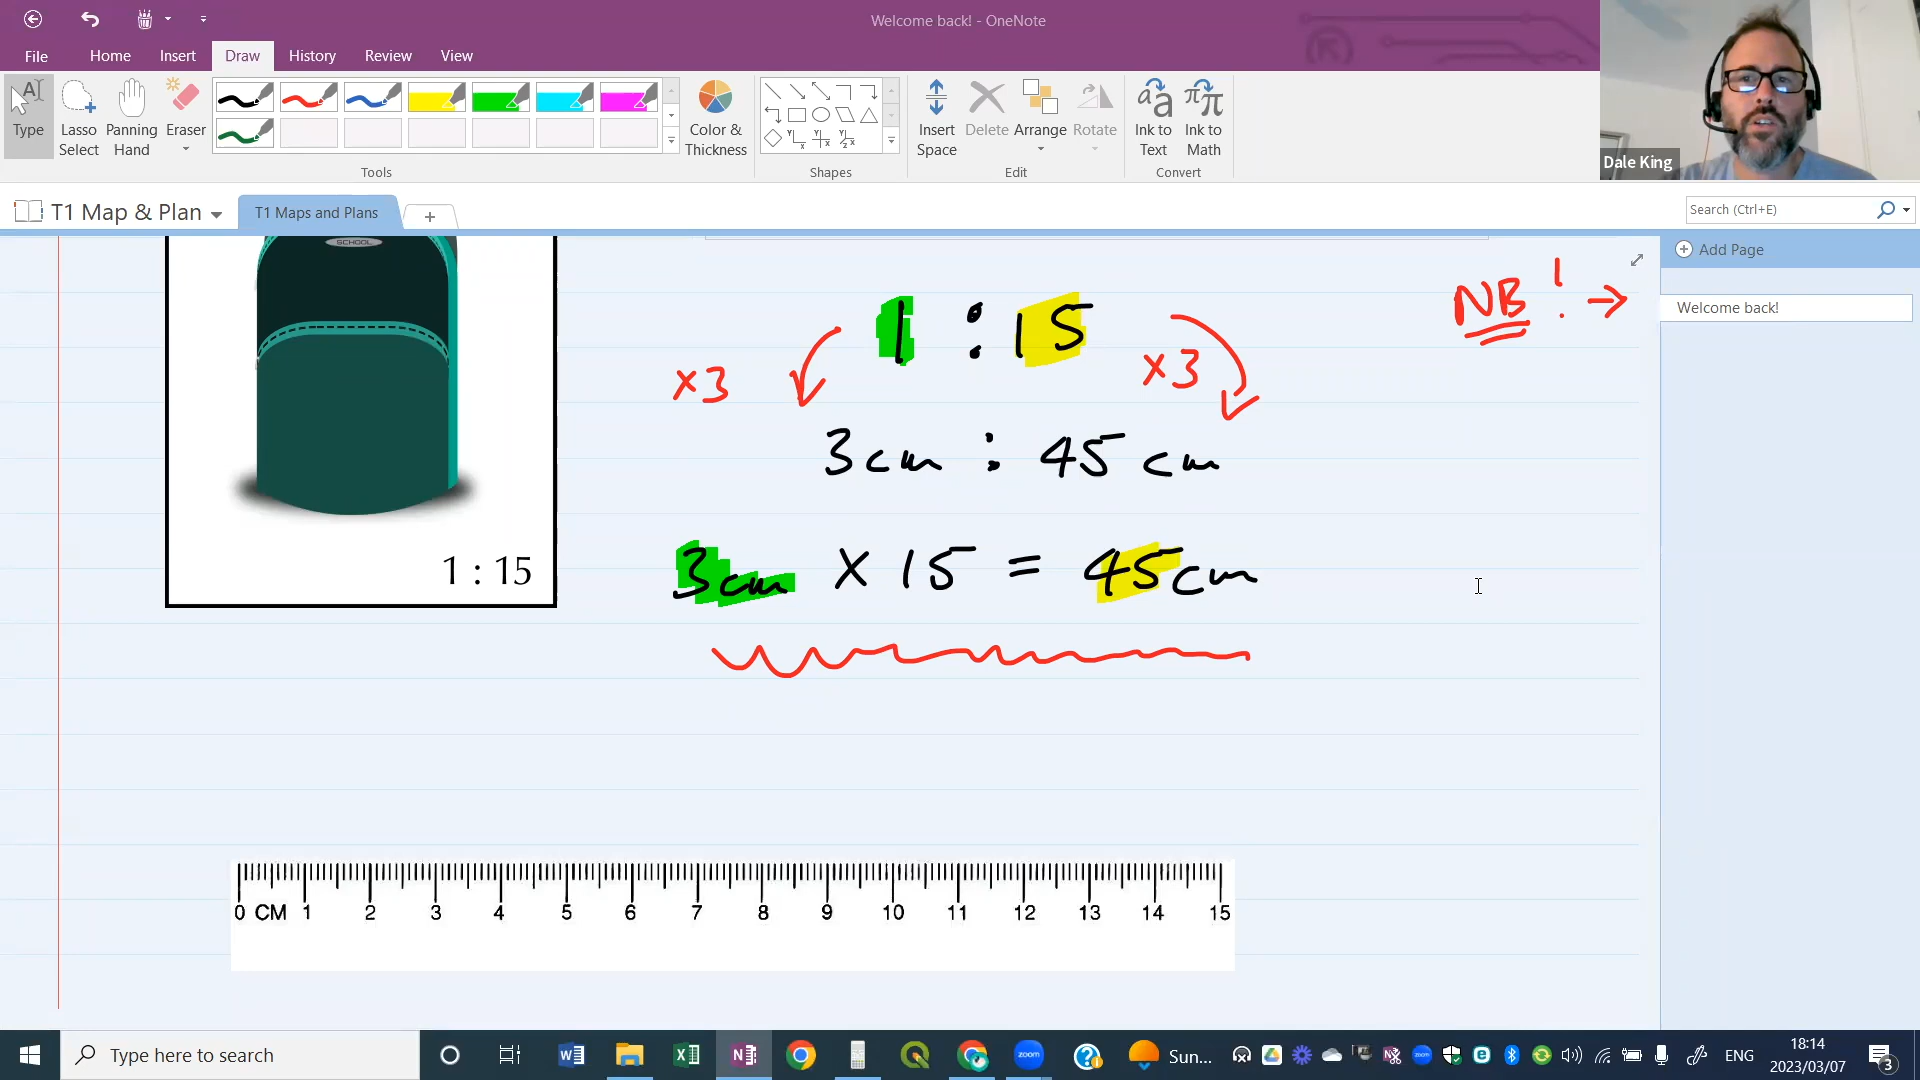 Welcome back! - OneNote
File Home Insert Draw History Review View
Type
Lasso Select
Panning Hand
Eraser
Color & Thickness
Insert Space
Delete
Arrange
Rotate
Ink to Text
Ink to Math
Tools
Shapes
Edit
Convert
Dale King
T1 Map & Plan
T1 Maps and Plans
Search (Ctrl+E)
Add Page
Welcome back!
SCHOOL
1 : 15
NB! →
1 : 15
×3 ×3
3cm : 45 cm
3cm × 15 = 45cm
0 CM 1 2 3 4 5 6 7 8 9 10 11 12 13 14 15
Type here to search
zoom
Sun...
ENG
18:14
2023/03/07
3